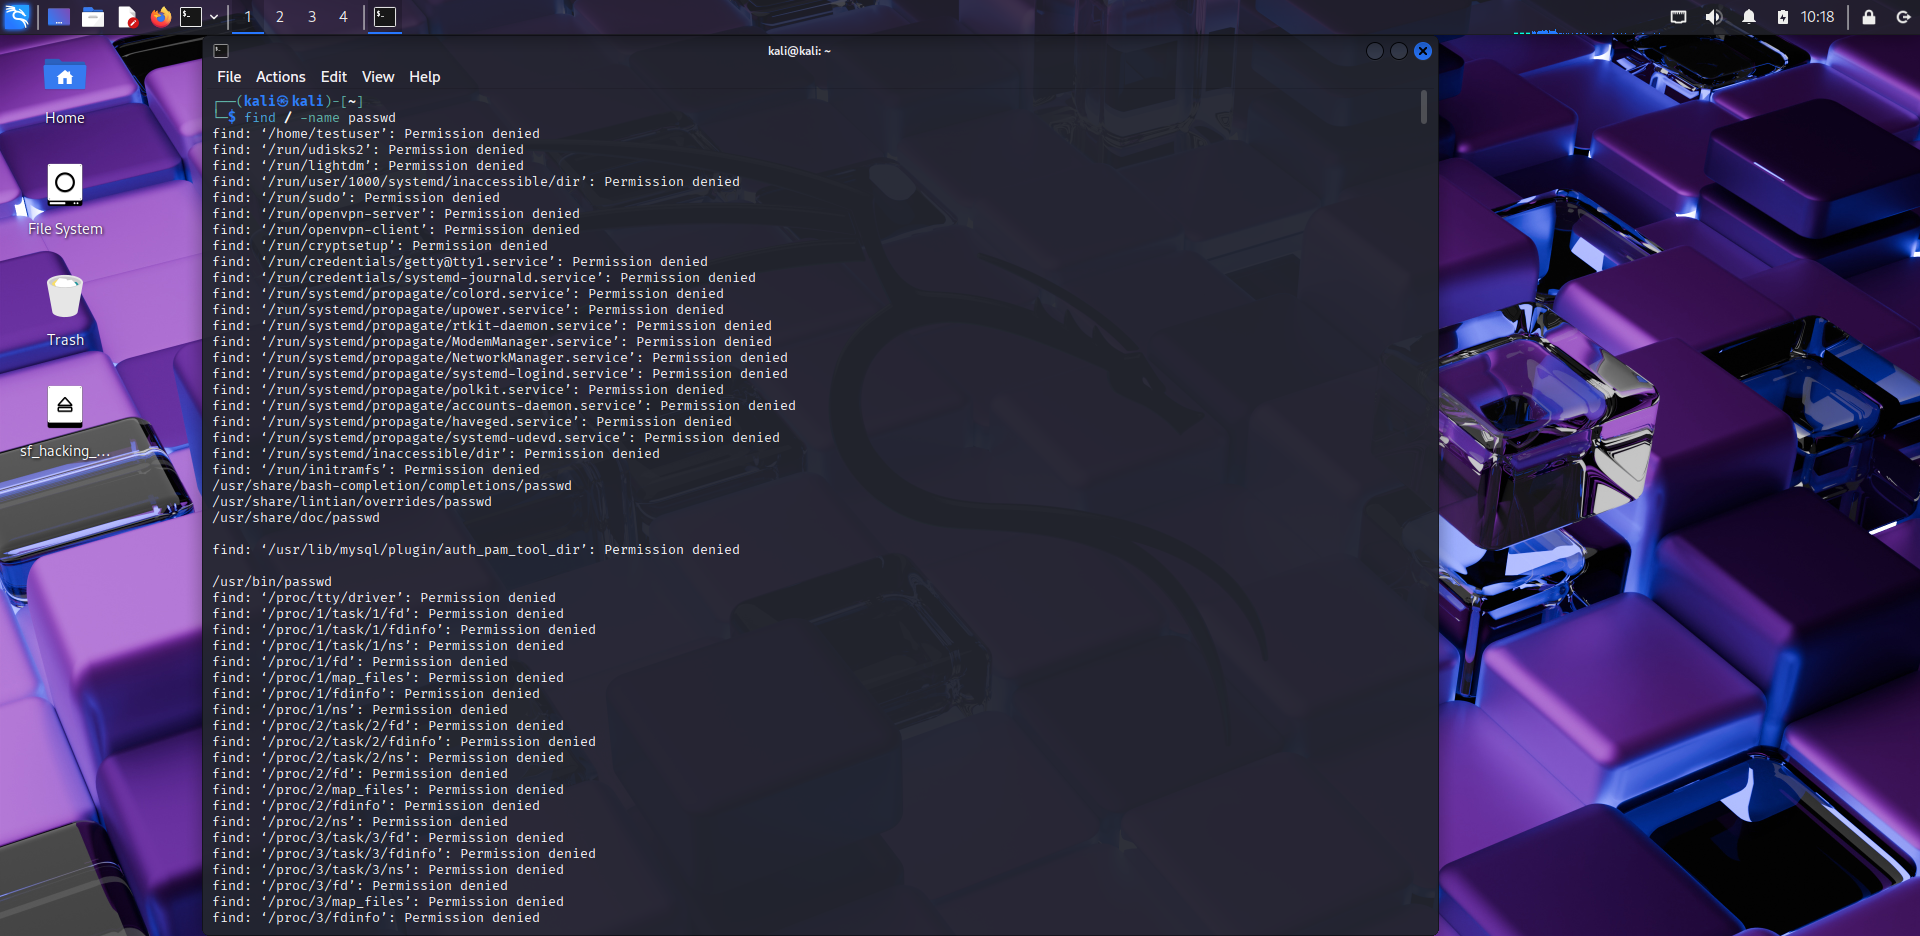 1 2 3 4
10:18
kali@kali: ~
File Actions Edit View Help
Home
File System
Trash
sf_hacking_...
┌──(kali㉿kali)-[~]
└─$ find / -name passwd
find: ‘/home/testuser’: Permission denied
find: ‘/run/udisks2’: Permission denied
find: ‘/run/lightdm’: Permission denied
find: ‘/run/user/1000/systemd/inaccessible/dir’: Permission denied
find: ‘/run/sudo’: Permission denied
find: ‘/run/openvpn-server’: Permission denied
find: ‘/run/openvpn-client’: Permission denied
find: ‘/run/cryptsetup’: Permission denied
find: ‘/run/credentials/getty@tty1.service’: Permission denied
find: ‘/run/credentials/systemd-journald.service’: Permission denied
find: ‘/run/systemd/propagate/colord.service’: Permission denied
find: ‘/run/systemd/propagate/upower.service’: Permission denied
find: ‘/run/systemd/propagate/rtkit-daemon.service’: Permission denied
find: ‘/run/systemd/propagate/ModemManager.service’: Permission denied
find: ‘/run/systemd/propagate/NetworkManager.service’: Permission denied
find: ‘/run/systemd/propagate/systemd-logind.service’: Permission denied
find: ‘/run/systemd/propagate/polkit.service’: Permission denied
find: ‘/run/systemd/propagate/accounts-daemon.service’: Permission denied
find: ‘/run/systemd/propagate/haveged.service’: Permission denied
find: ‘/run/systemd/propagate/systemd-udevd.service’: Permission denied
find: ‘/run/systemd/inaccessible/dir’: Permission denied
find: ‘/run/initramfs’: Permission denied
/usr/share/bash-completion/completions/passwd
/usr/share/lintian/overrides/passwd
/usr/share/doc/passwd
find: ‘/usr/lib/mysql/plugin/auth_pam_tool_dir’: Permission denied
/usr/bin/passwd
find: ‘/proc/tty/driver’: Permission denied
find: ‘/proc/1/task/1/fd’: Permission denied
find: ‘/proc/1/task/1/fdinfo’: Permission denied
find: ‘/proc/1/task/1/ns’: Permission denied
find: ‘/proc/1/fd’: Permission denied
find: ‘/proc/1/map_files’: Permission denied
find: ‘/proc/1/fdinfo’: Permission denied
find: ‘/proc/1/ns’: Permission denied
find: ‘/proc/2/task/2/fd’: Permission denied
find: ‘/proc/2/task/2/fdinfo’: Permission denied
find: ‘/proc/2/task/2/ns’: Permission denied
find: ‘/proc/2/fd’: Permission denied
find: ‘/proc/2/map_files’: Permission denied
find: ‘/proc/2/fdinfo’: Permission denied
find: ‘/proc/2/ns’: Permission denied
find: ‘/proc/3/task/3/fd’: Permission denied
find: ‘/proc/3/task/3/fdinfo’: Permission denied
find: ‘/proc/3/task/3/ns’: Permission denied
find: ‘/proc/3/fd’: Permission denied
find: ‘/proc/3/map_files’: Permission denied
find: ‘/proc/3/fdinfo’: Permission denied